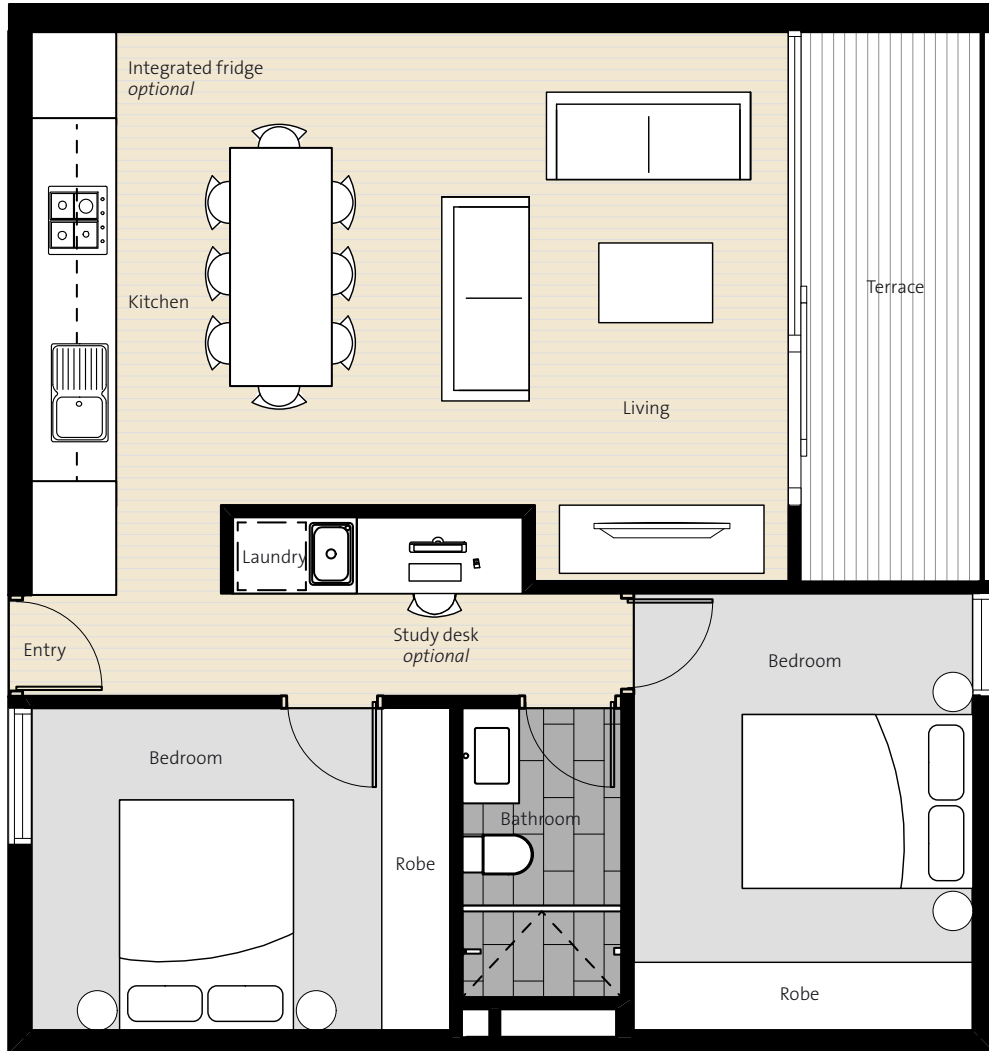 Integrated fridge
optional
Terrace
Kitchen
Living
Laundry
Study desk
optional
Entry
Bedroom
Bedroom
Bathroom
Robe
Robe